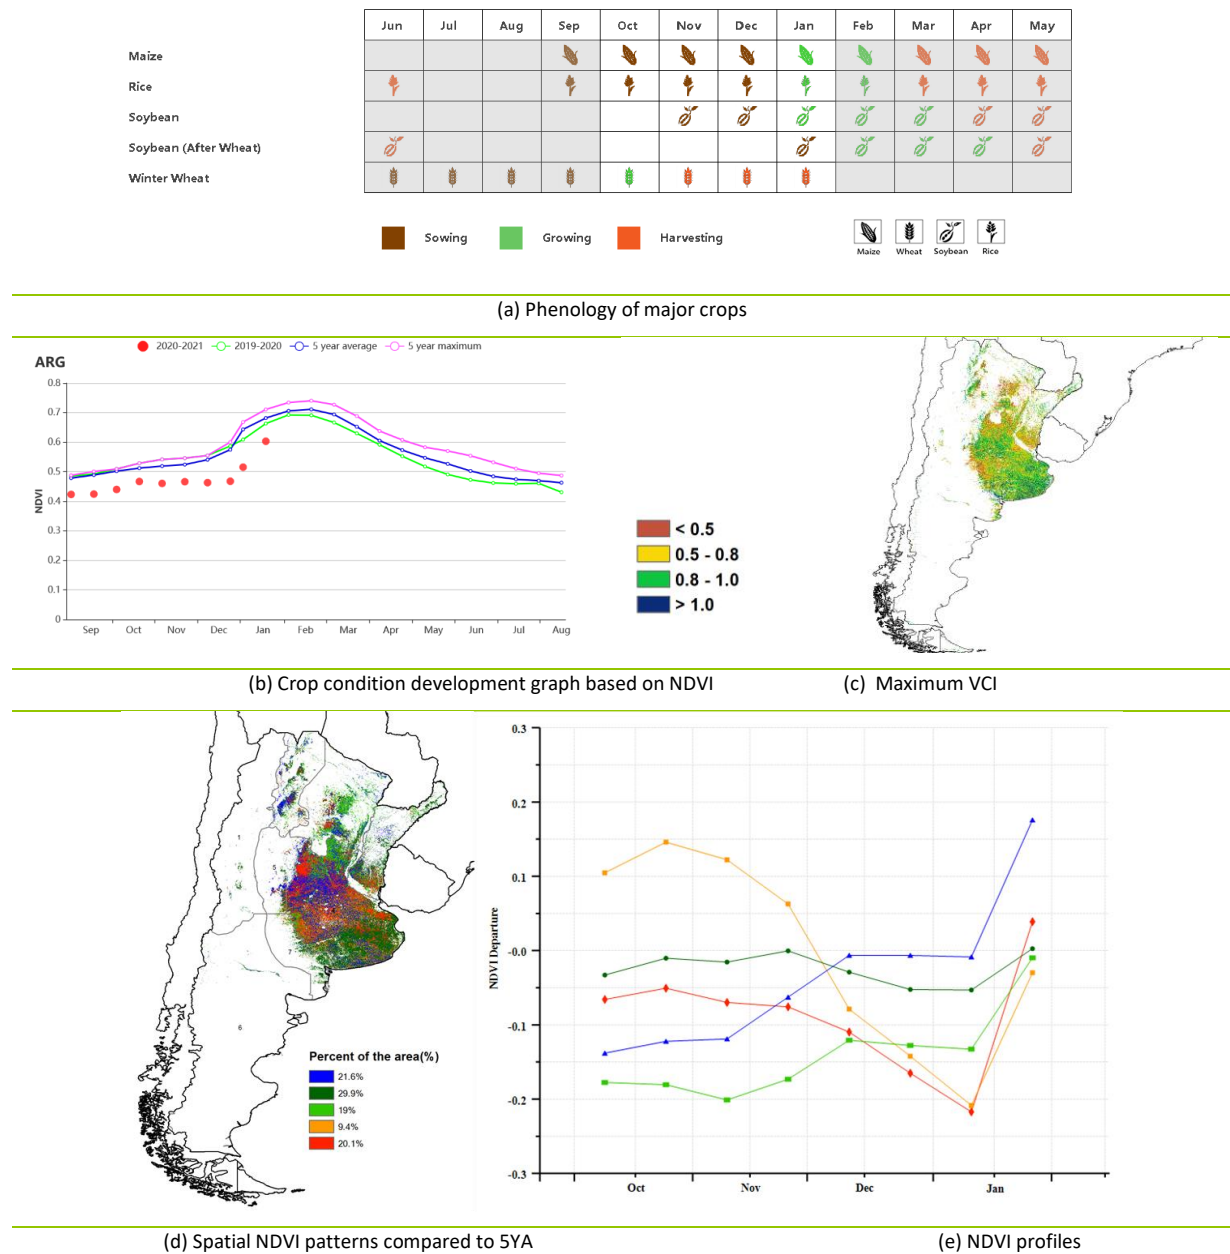 Jun Jul Aug Sep Oct Nov Dec Jan Feb Mar Apr May
Maize
Rice
Soybean
Soybean (After Wheat)
Winter Wheat
Sowing Growing Harvesting
Maize Wheat Soybean Rice
(a) Phenology of major crops
2020-2021 2019-2020 5 year average 5 year maximum
ARG
0.8
0.7
0.6
0.5
0.4
0.3
0.2
0.1
0
NDVI
Sep Oct Nov Dec Jan Feb Mar Apr May Jun Jul Aug
< 0.5
0.5 - 0.8
0.8 - 1.0
> 1.0
(b) Crop condition development graph based on NDVI (c) Maximum VCI
1
5
7
6
Percent of the area(%)
21.6%
29.9%
19%
9.4%
20.1%
0.3
0.2
0.1
-0.0
-0.1
-0.2
-0.3
NDVI Departure
Oct Nov Dec Jan
(d) Spatial NDVI patterns compared to 5YA (e) NDVI profiles